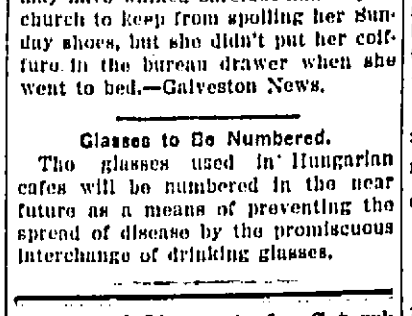 church to keep from spoiling her Sun-
day shoes, but she didn't put her coif-
fure in the bureau drawer when she
went to bed.—Galveston News.
Glasses to Be Numbered.
The glasses used in Hungarian
cafes will be numbered in the near
future as a means of preventing the
spread of disease by the promiscuous
interchange of drinking glasses.